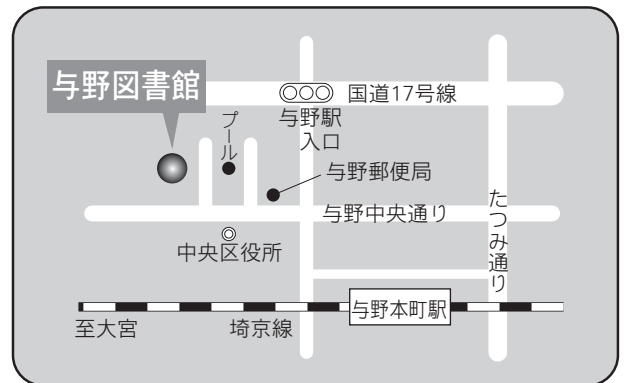 与野図書館
国道17号線
与野駅
入口
プール
与野郵便局
与野中央通り
たつみ通り
中央区役所
与野本町駅
至大宮
埼京線